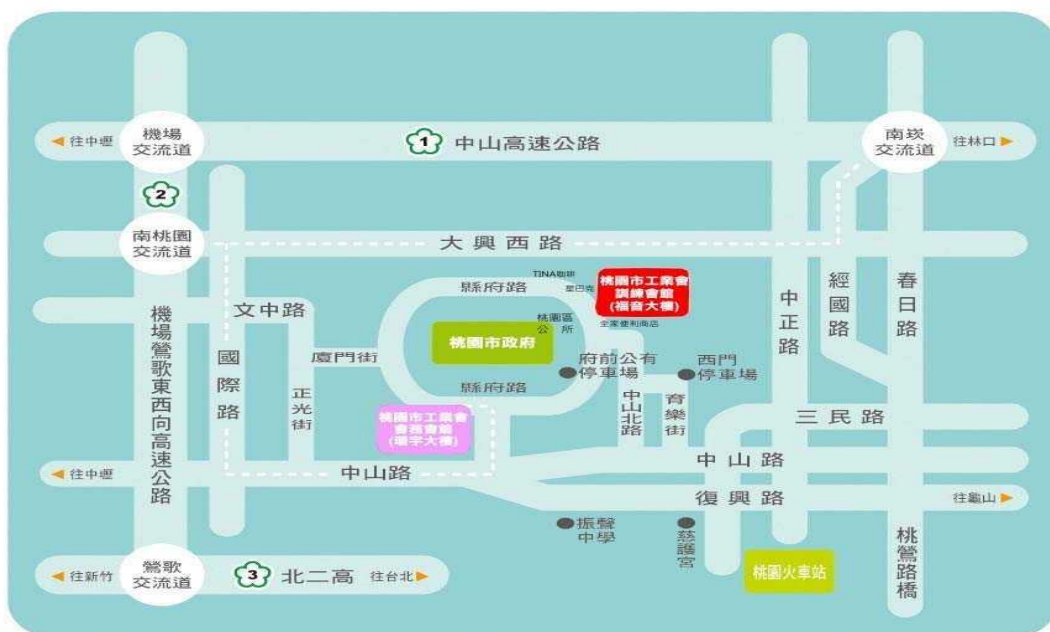 機場
交流道
往中壢
1
中山高速公路
南崁
交流道
往林口
2
南桃園
交流道
大興西路
TINA咖啡
星巴克
縣府路
桃園市工業會
訓練會館
(福音大樓)
全家便利商店
桃園區
公所
桃園市政府
文中路
廈門街
國際路
正光街
機場鶯歌東西向高速公路
府前公有
停車場
西門
停車場
縣府路
中山北路
育樂街
中正路
經國路
春日路
三民路
桃園市工業會
會務會館
(環宇大樓)
往中壢
中山路
中山路
復興路
往龜山
振聲
中學
慈護宮
桃園火車站
桃鶯路橋
鶯歌
交流道
往新竹
3
北二高
往台北